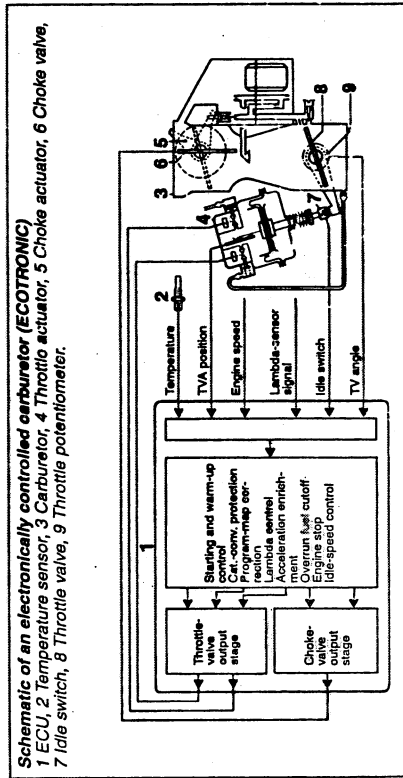 Schematic of an electronically controlled carburetor (ECOTRONIC)
1 ECU, 2 Temperature sensor, 3 Carburetor, 4 Throttle actuator, 5 Choke actuator, 6 Choke valve,
7 Idle switch, 8 Throttle valve, 9 Throttle potentiometer.
1
Throttle-
valve
output
stage
Choke-
valve
output
stage
Starting and warm-up
control
Cat.-conv. protection
Program-map cor-
rection
Lambda control
Acceleration enrich-
ment
Overrun fuel cutoff
Engine stop
Idle-speed control
Temperature
TVA position
Engine speed
Lambda-sensor
signal
Idle switch
TV angle
2
3
4
5
6
7
8
9